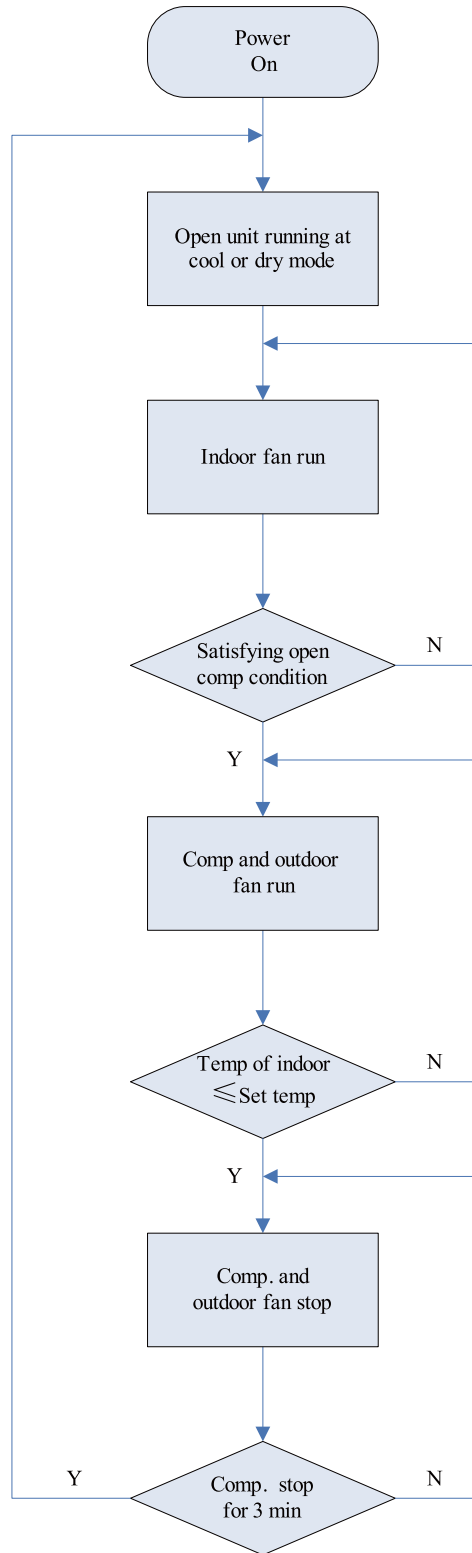 Power
On
Open unit running at
cool or dry mode
Indoor fan run
Satisfying open
comp condition
N
Y
Comp and outdoor
fan run
Temp of indoor
≤Set temp
N
Y
Comp. and
outdoor fan stop
Y
Comp. stop
for 3 min
N